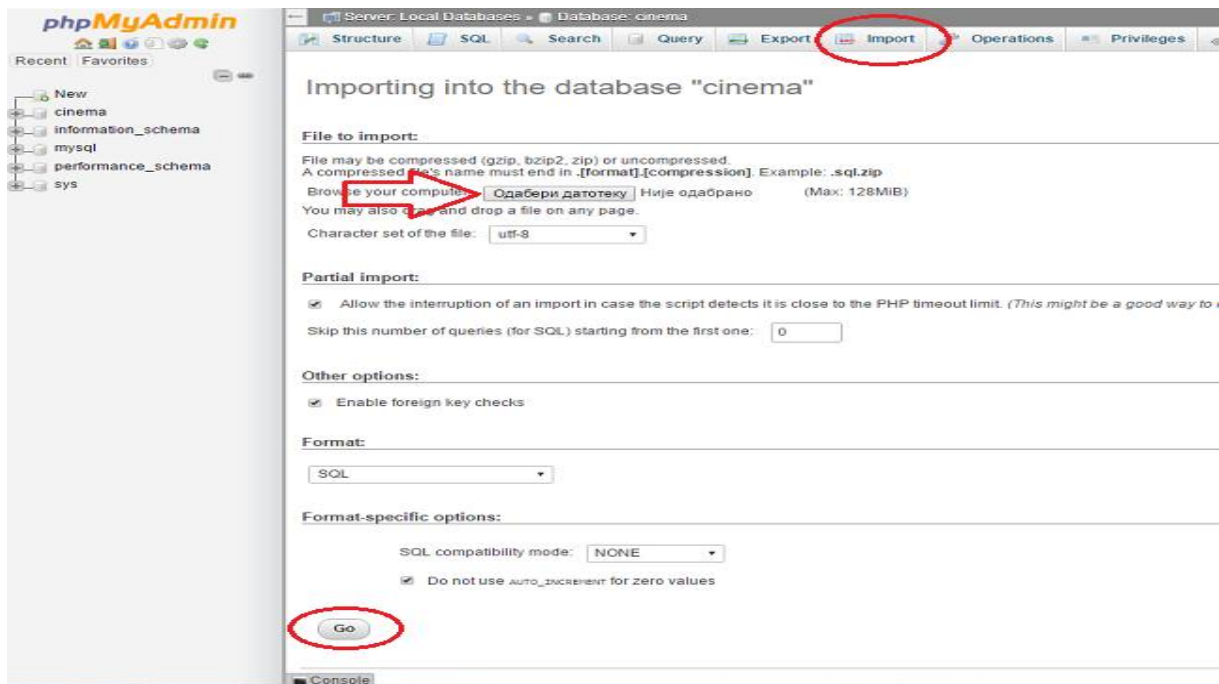 phpMyAdmin
Recent Favorites
New
cinema
information_schema
mysql
performance_schema
sys
Server: Local Databases » Database: cinema
Structure SQL Search Query Export Import Operations Privileges
Importing into the database "cinema"
File to import:
File may be compressed (gzip, bzip2, zip) or uncompressed.
A compressed file's name must end in .[format].[compression]. Example: .sql.zip
Browse your computer: Одабери датотеку Није одабрано (Max: 128MiB)
You may also drag and drop a file on any page.
Character set of the file: utf-8
Partial import:
Allow the interruption of an import in case the script detects it is close to the PHP timeout limit. (This might be a good way to
Skip this number of queries (for SQL) starting from the first one: 0
Other options:
Enable foreign key checks
Format:
SQL
Format-specific options:
SQL compatibility mode: NONE
Do not use AUTO_INCREMENT for zero values
Go
Console